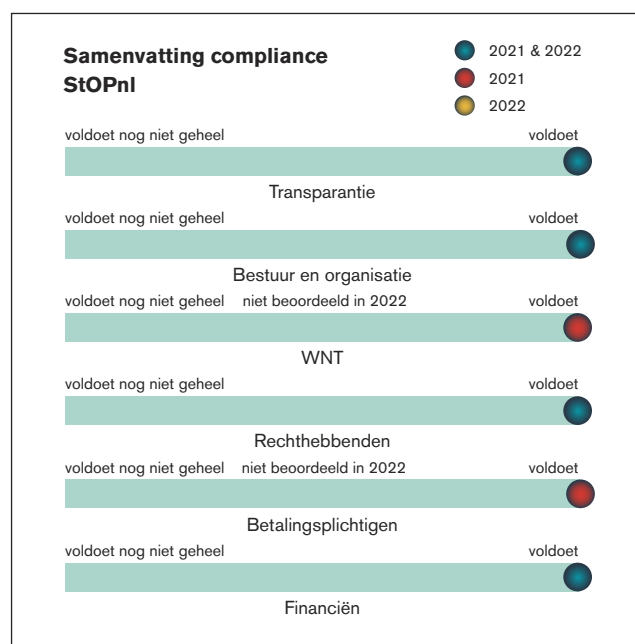 Samenvatting compliance
StOPnl
2021 & 2022
2021
2022
voldoet nog niet geheel voldoet
Transparantie
voldoet nog niet geheel voldoet
Bestuur en organisatie
voldoet nog niet geheel niet beoordeeld in 2022 voldoet
WNT
voldoet nog niet geheel voldoet
Rechthebbenden
voldoet nog niet geheel niet beoordeeld in 2022 voldoet
Betalingsplichtigen
voldoet nog niet geheel voldoet
Financiën